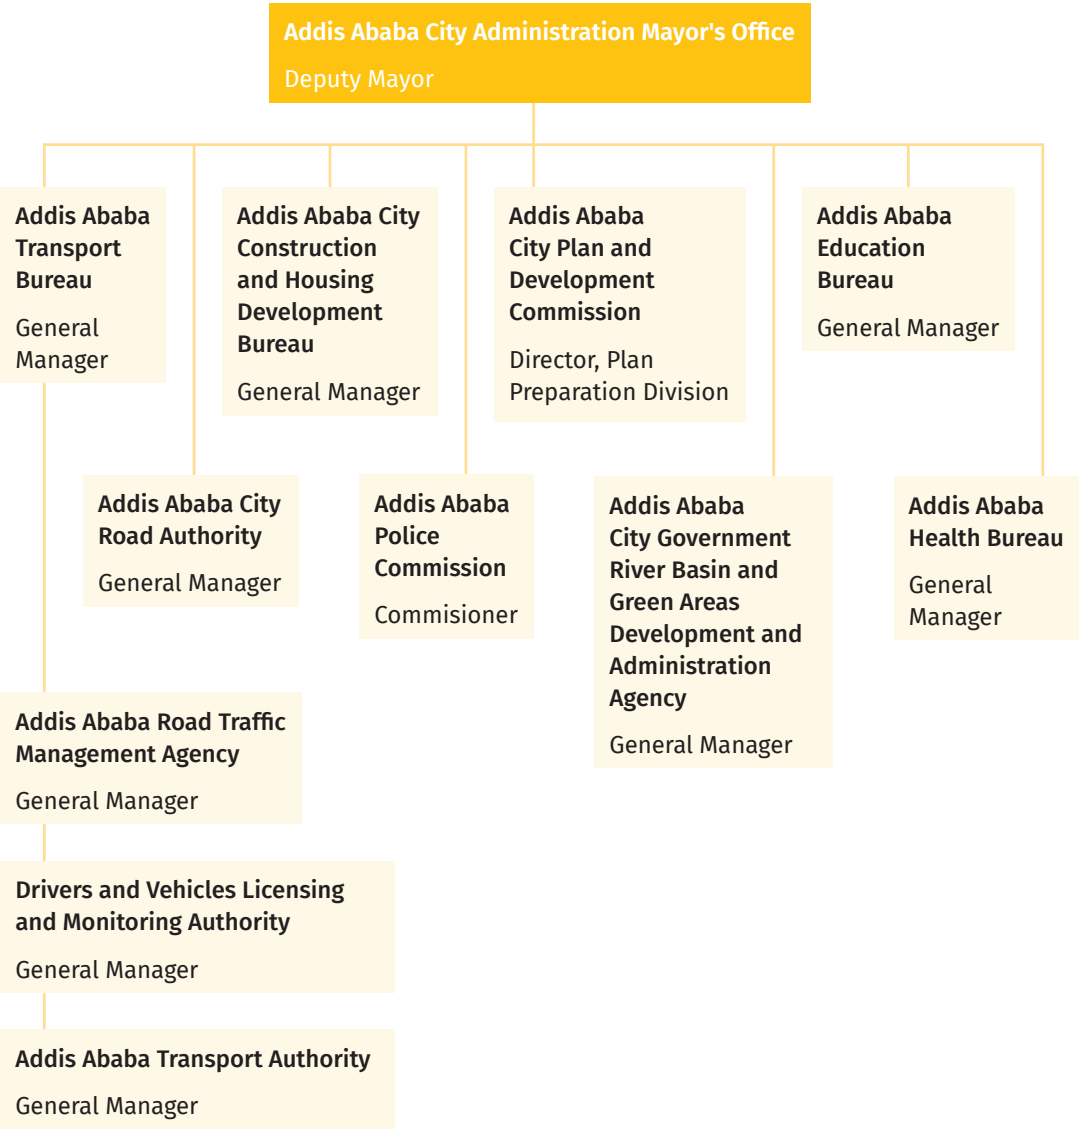 Addis Ababa City Administration Mayor's Office
Deputy Mayor
Addis Ababa
Transport
Bureau
General
Manager
Addis Ababa City
Construction
and Housing
Development
Bureau
General Manager
Addis Ababa
City Plan and
Development
Commission
Director, Plan
Preparation Division
Addis Ababa
Education
Bureau
General Manager
Addis Ababa City
Road Authority
General Manager
Addis Ababa
Police
Commission
Commisioner
Addis Ababa
City Government
River Basin and
Green Areas
Development and
Administration
Agency
General Manager
Addis Ababa
Health Bureau
General
Manager
Addis Ababa Road Traffic
Management Agency
General Manager
Drivers and Vehicles Licensing
and Monitoring Authority
General Manager
Addis Ababa Transport Authority
General Manager